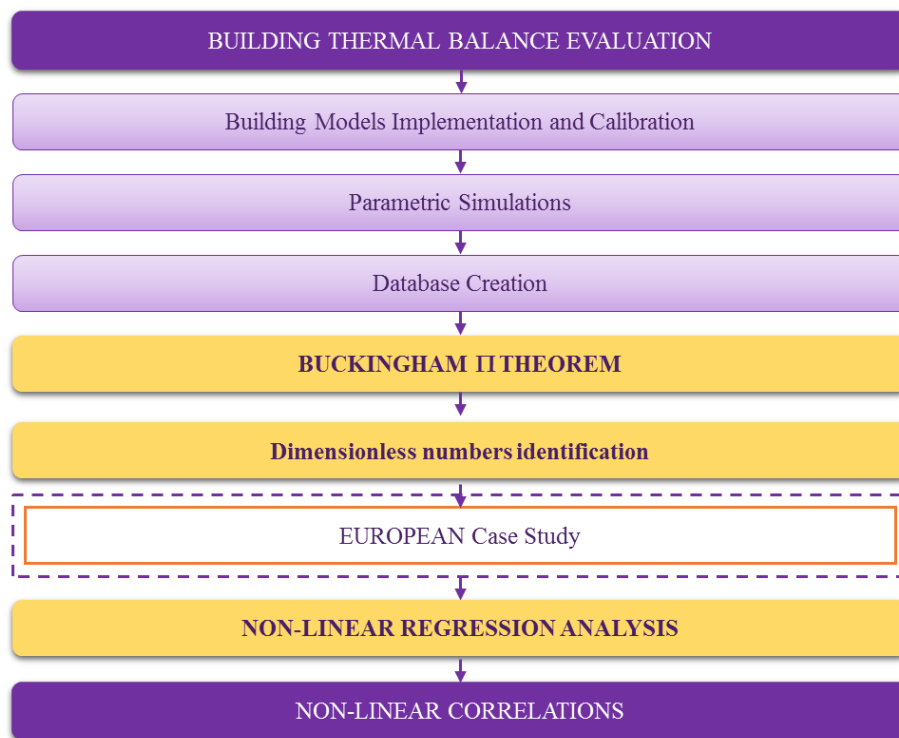 BUILDING THERMAL BALANCE EVALUATION
Building Models Implementation and Calibration
Parametric Simulations
Database Creation
BUCKINGHAM Π THEOREM
Dimensionless numbers identification
EUROPEAN Case Study
NON-LINEAR REGRESSION ANALYSIS
NON-LINEAR CORRELATIONS